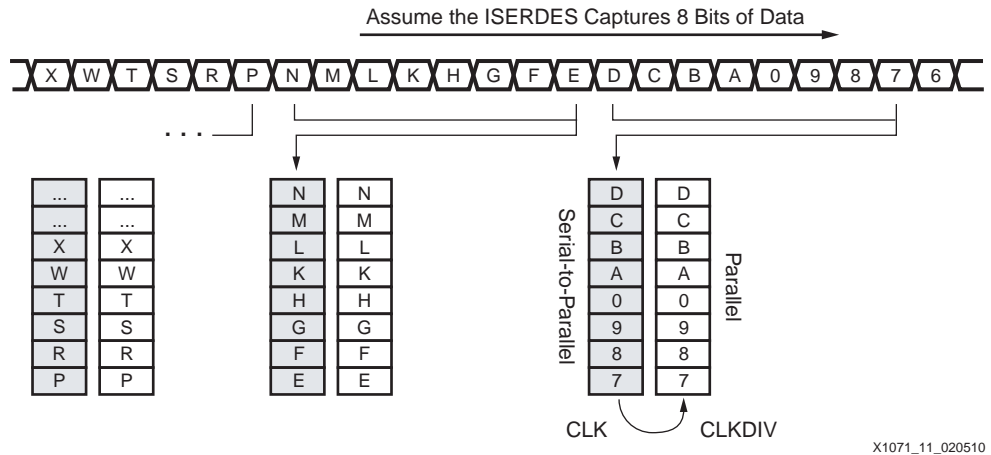 Assume the ISERDES Captures 8 Bits of Data
X W T S R P N M L K H G F E D C B A 0 9 8 7 6
. . .
... ... N N D D
... ... M M C C
X X L L B B
W W K K A A
T T H H 0 0
S S G G 9 9
R R F F 8 8
P P E E 7 7
Serial-to-Parallel
Parallel
CLK CLKDIV
X1071_11_020510